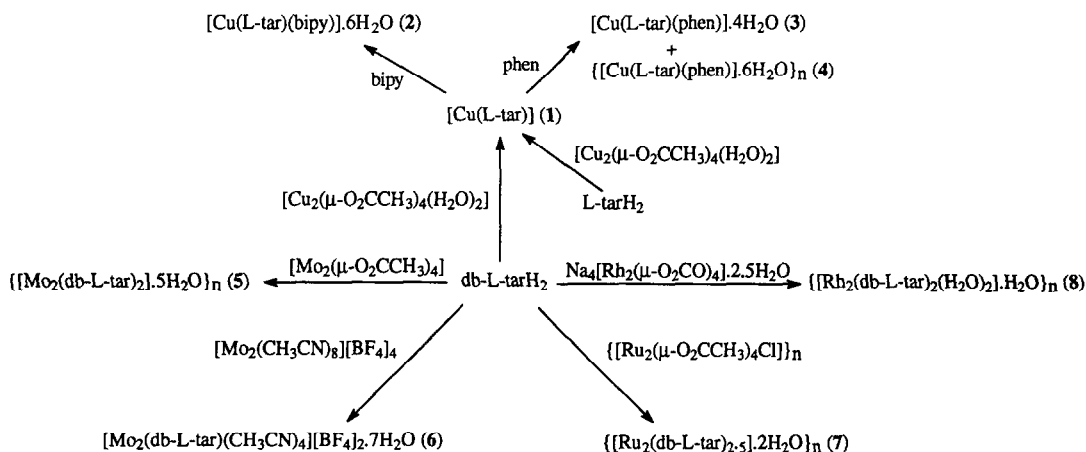 [Cu(L-tar)(bipy)].6H₂O (2)
[Cu(L-tar)(phen)].4H₂O (3)
+
{[Cu(L-tar)(phen)].6H₂O}ₙ (4)
bipy
phen
[Cu(L-tar)] (1)
[Cu₂(μ-O₂CCH₃)₄(H₂O)₂]
[Cu₂(μ-O₂CCH₃)₄(H₂O)₂]
L-tarH₂
{[Mo₂(db-L-tar)₂].5H₂O}ₙ (5)
[Mo₂(μ-O₂CCH₃)₄]
db-L-tarH₂
Na₄[Rh₂(μ-O₂CO)₄].2.5H₂O
{[Rh₂(db-L-tar)₂(H₂O)₂].H₂O}ₙ (8)
[Mo₂(CH₃CN)₈][BF₄]₄
{[Ru₂(μ-O₂CCH₃)₄Cl]}ₙ
[Mo₂(db-L-tar)(CH₃CN)₄][BF₄]₂.7H₂O (6)
{[Ru₂(db-L-tar)₂.₅].2H₂O}ₙ (7)